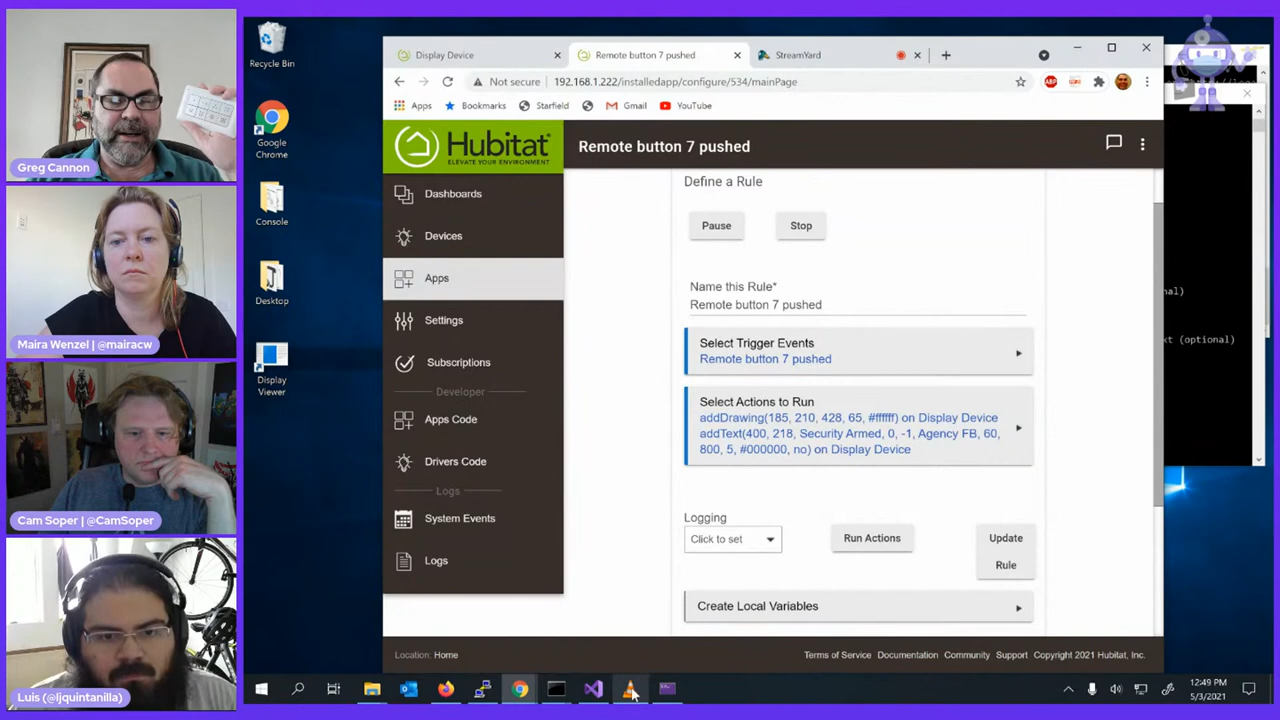 Greg Cannon
Maira Wenzel | @mairacw
Cam Soper | @CamSoper
Luis (@ljquintanilla)
Recycle Bin
Google
Chrome
Console
Desktop
Display
Viewer
Display Device
Remote button 7 pushed
StreamYard
Not secure
192.168.1.222/installedapp/configure/534/mainPage
ABP
Apps
Bookmarks
Starfield
Gmail
YouTube
Hubitat
ELEVATE YOUR ENVIRONMENT
Remote button 7 pushed
Dashboards
Devices
Apps
Settings
Subscriptions
Developer
Apps Code
Drivers Code
Logs
System Events
Logs
Define a Rule
Pause
Stop
Name this Rule*
Remote button 7 pushed
Select Trigger Events
Remote button 7 pushed
Select Actions to Run
addDrawing(185, 210, 428, 65, #ffffff) on Display Device
addText(400, 218, Security Armed, 0, -1, Agency FB, 60,
800, 5, #000000, no) on Display Device
Logging
Click to set
Run Actions
Update
Rule
Create Local Variables
Location: Home
Terms of Service Documentation Community Support Copyright 2021 Hubitat, Inc.
nal)
xt (optional)
12:49 PM
5/3/2021